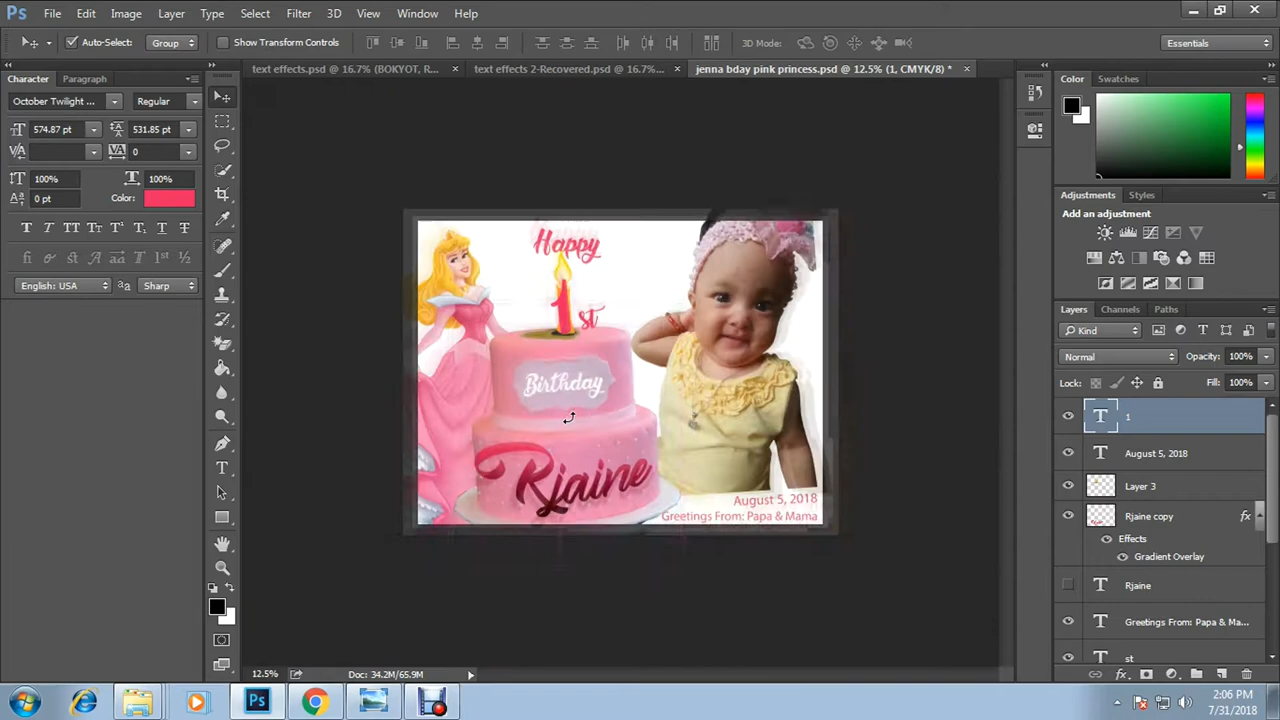 Ps File Edit Image Layer Type Select Filter 3D View Window Help
Auto-Select: Group Show Transform Controls 3D Mode: Essentials
Character Paragraph
text effects.psd @ 16.7% (BOKYOT, R... × text effects 2-Recovered.psd @ 16.7%... × jenna bday pink princess.psd @ 12.5% (1, CMYK/8) * ×
Color Swatches
October Twilight ... Regular
574.87 pt 531.85 pt
0
100% 100%
0 pt Color:
English: USA Sharp
Happy
1 st
Birthday
Rjaine
August 5, 2018
Greetings From: Papa & Mama
Adjustments Styles
Add an adjustment
Layers Channels Paths
Kind
Normal Opacity: 100%
Lock: Fill: 100%
1
August 5, 2018
Layer 3
Rjaine copy fx
Effects
Gradient Overlay
Rjaine
Greetings From: Papa & Ma...
st
12.5% Doc: 34.2M/65.9M
2:06 PM
7/31/2018